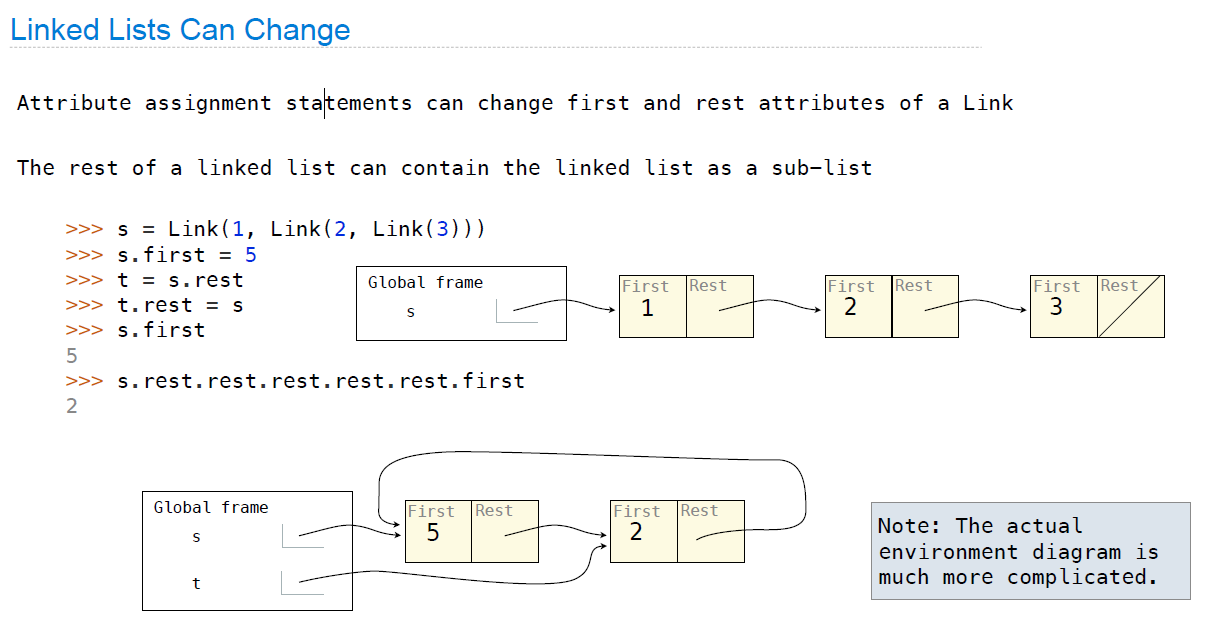 Linked Lists Can Change
Attribute assignment statements can change first and rest attributes of a Link
The rest of a linked list can contain the linked list as a sub-list
>>> s = Link(1, Link(2, Link(3)))
>>> s.first = 5
>>> t = s.rest
>>> t.rest = s
>>> s.first
5
>>> s.rest.rest.rest.rest.rest.first
2
Global frame
s
First Rest
1
First Rest
2
First Rest
3
Global frame
s
t
First Rest
5
First Rest
2
Note: The actual
environment diagram is
much more complicated.